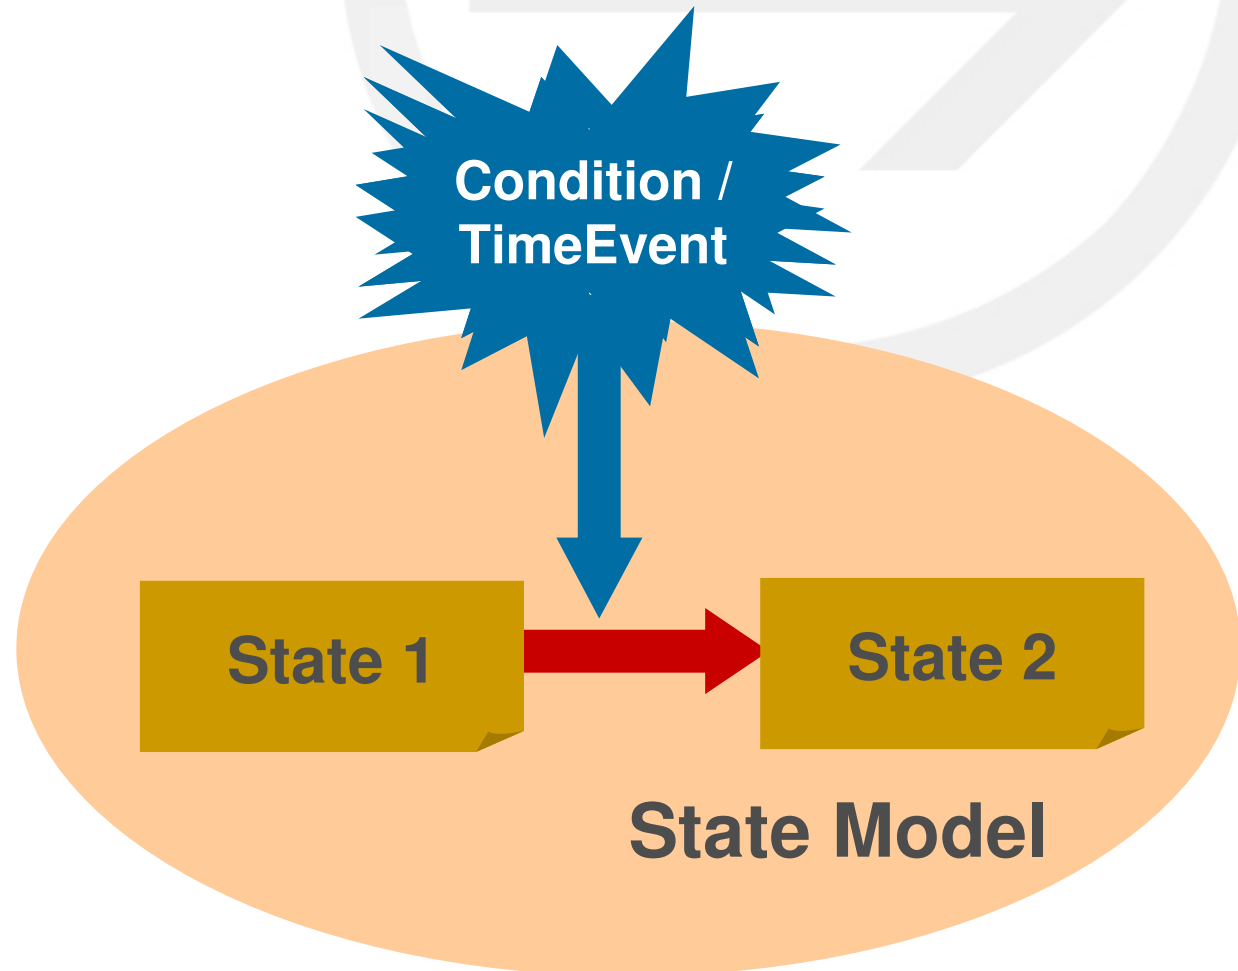 Condition /
TimeEvent
State 1
State 2
State Model